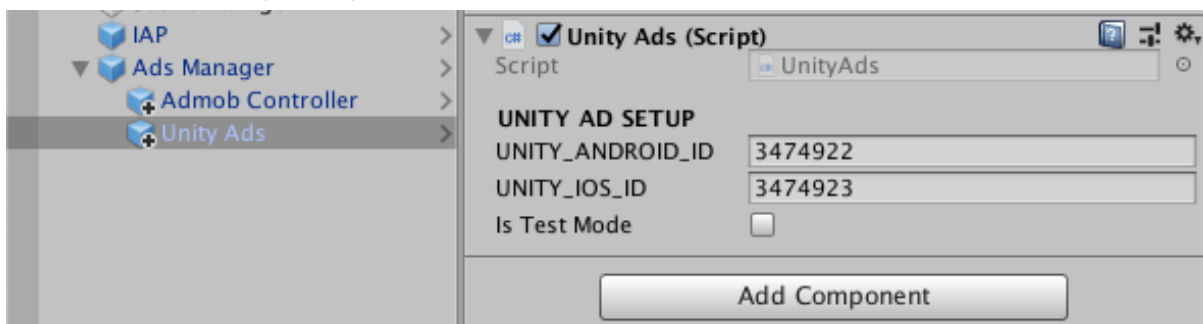 IAP
Ads Manager
Admob Controller
Unity Ads
Unity Ads (Script)
Script UnityAds
UNITY AD SETUP
UNITY_ANDROID_ID 3474922
UNITY_IOS_ID 3474923
Is Test Mode
Add Component